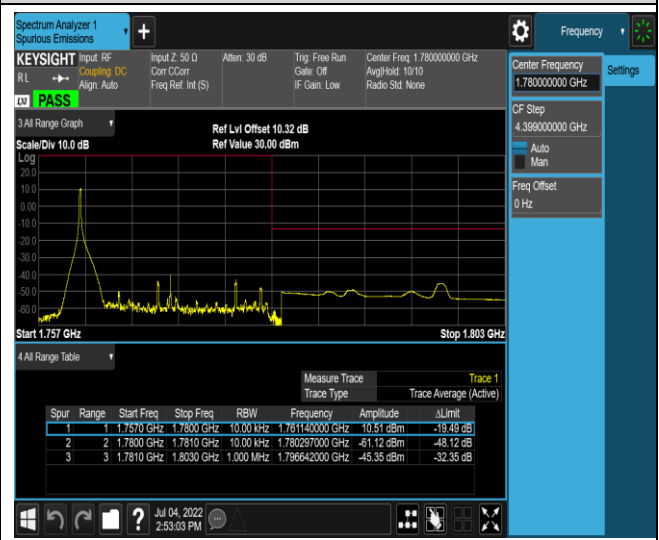 Spectrum Analyzer 1
Spurious Emissions
+
Frequency
KEYSIGHT
RL
LXI PASS
Input: RF
Coupling: DC
Align: Auto
Input Z: 50 Ω
Corr CCorr
Freq Ref: Int (S)
Atten: 30 dB
Trig: Free Run
Gate: Off
IF Gain: Low
Center Freq: 1.780000000 GHz
Avg|Hold: 10/10
Radio Std: None
Center Frequency
1.780000000 GHz
Settings
CF Step
4.399000000 GHz
Auto
Man
Freq Offset
0 Hz
3 All Range Graph
Scale/Div 10.0 dB
Ref Lvl Offset 10.32 dB
Ref Value 30.00 dBm
Log
20.0
10.0
0.00
-10.0
-20.0
-30.0
-40.0
-50.0
-60.0
Start 1.757 GHz
Stop 1.803 GHz
4 All Range Table
Measure Trace Trace 1
Trace Type Trace Average (Active)
Spur Range Start Freq Stop Freq RBW Frequency Amplitude ΔLimit
1 1 1.7570 GHz 1.7800 GHz 10.00 kHz 1.761140000 GHz 10.51 dBm -19.49 dB
2 2 1.7800 GHz 1.7810 GHz 10.00 kHz 1.780297000 GHz -61.12 dBm -48.12 dB
3 3 1.7810 GHz 1.8030 GHz 1.000 MHz 1.796642000 GHz -45.35 dBm -32.35 dB
?
Jul 04, 2022
2:53:03 PM